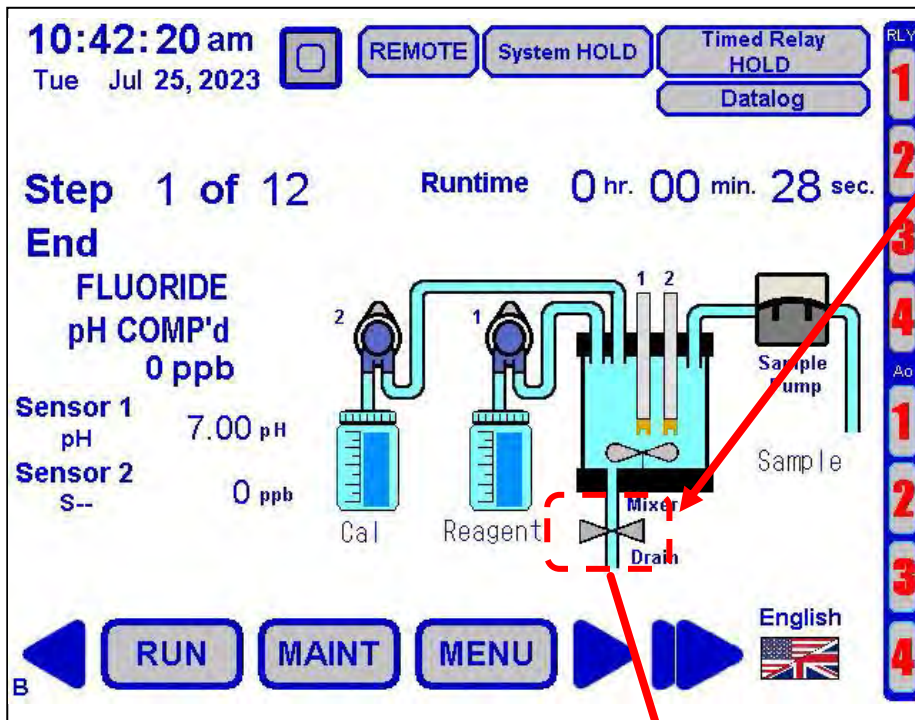 10:42:20 am
Tue Jul 25, 2023
REMOTE
System HOLD
Timed Relay
HOLD
Datalog
RLY
1
2
3
4
Ao
1
2
3
4
Step 1 of 12
Runtime 0 hr. 00 min. 28 sec.
End
FLUORIDE
pH COMP'd
0 ppb
Sensor 1
pH
7.00 pH
Sensor 2
S--
0 ppb
2
1
1 2
Cal
Reagent
Mixer
Drain
Sample
Pump
Sample
B
RUN
MAINT
MENU
English